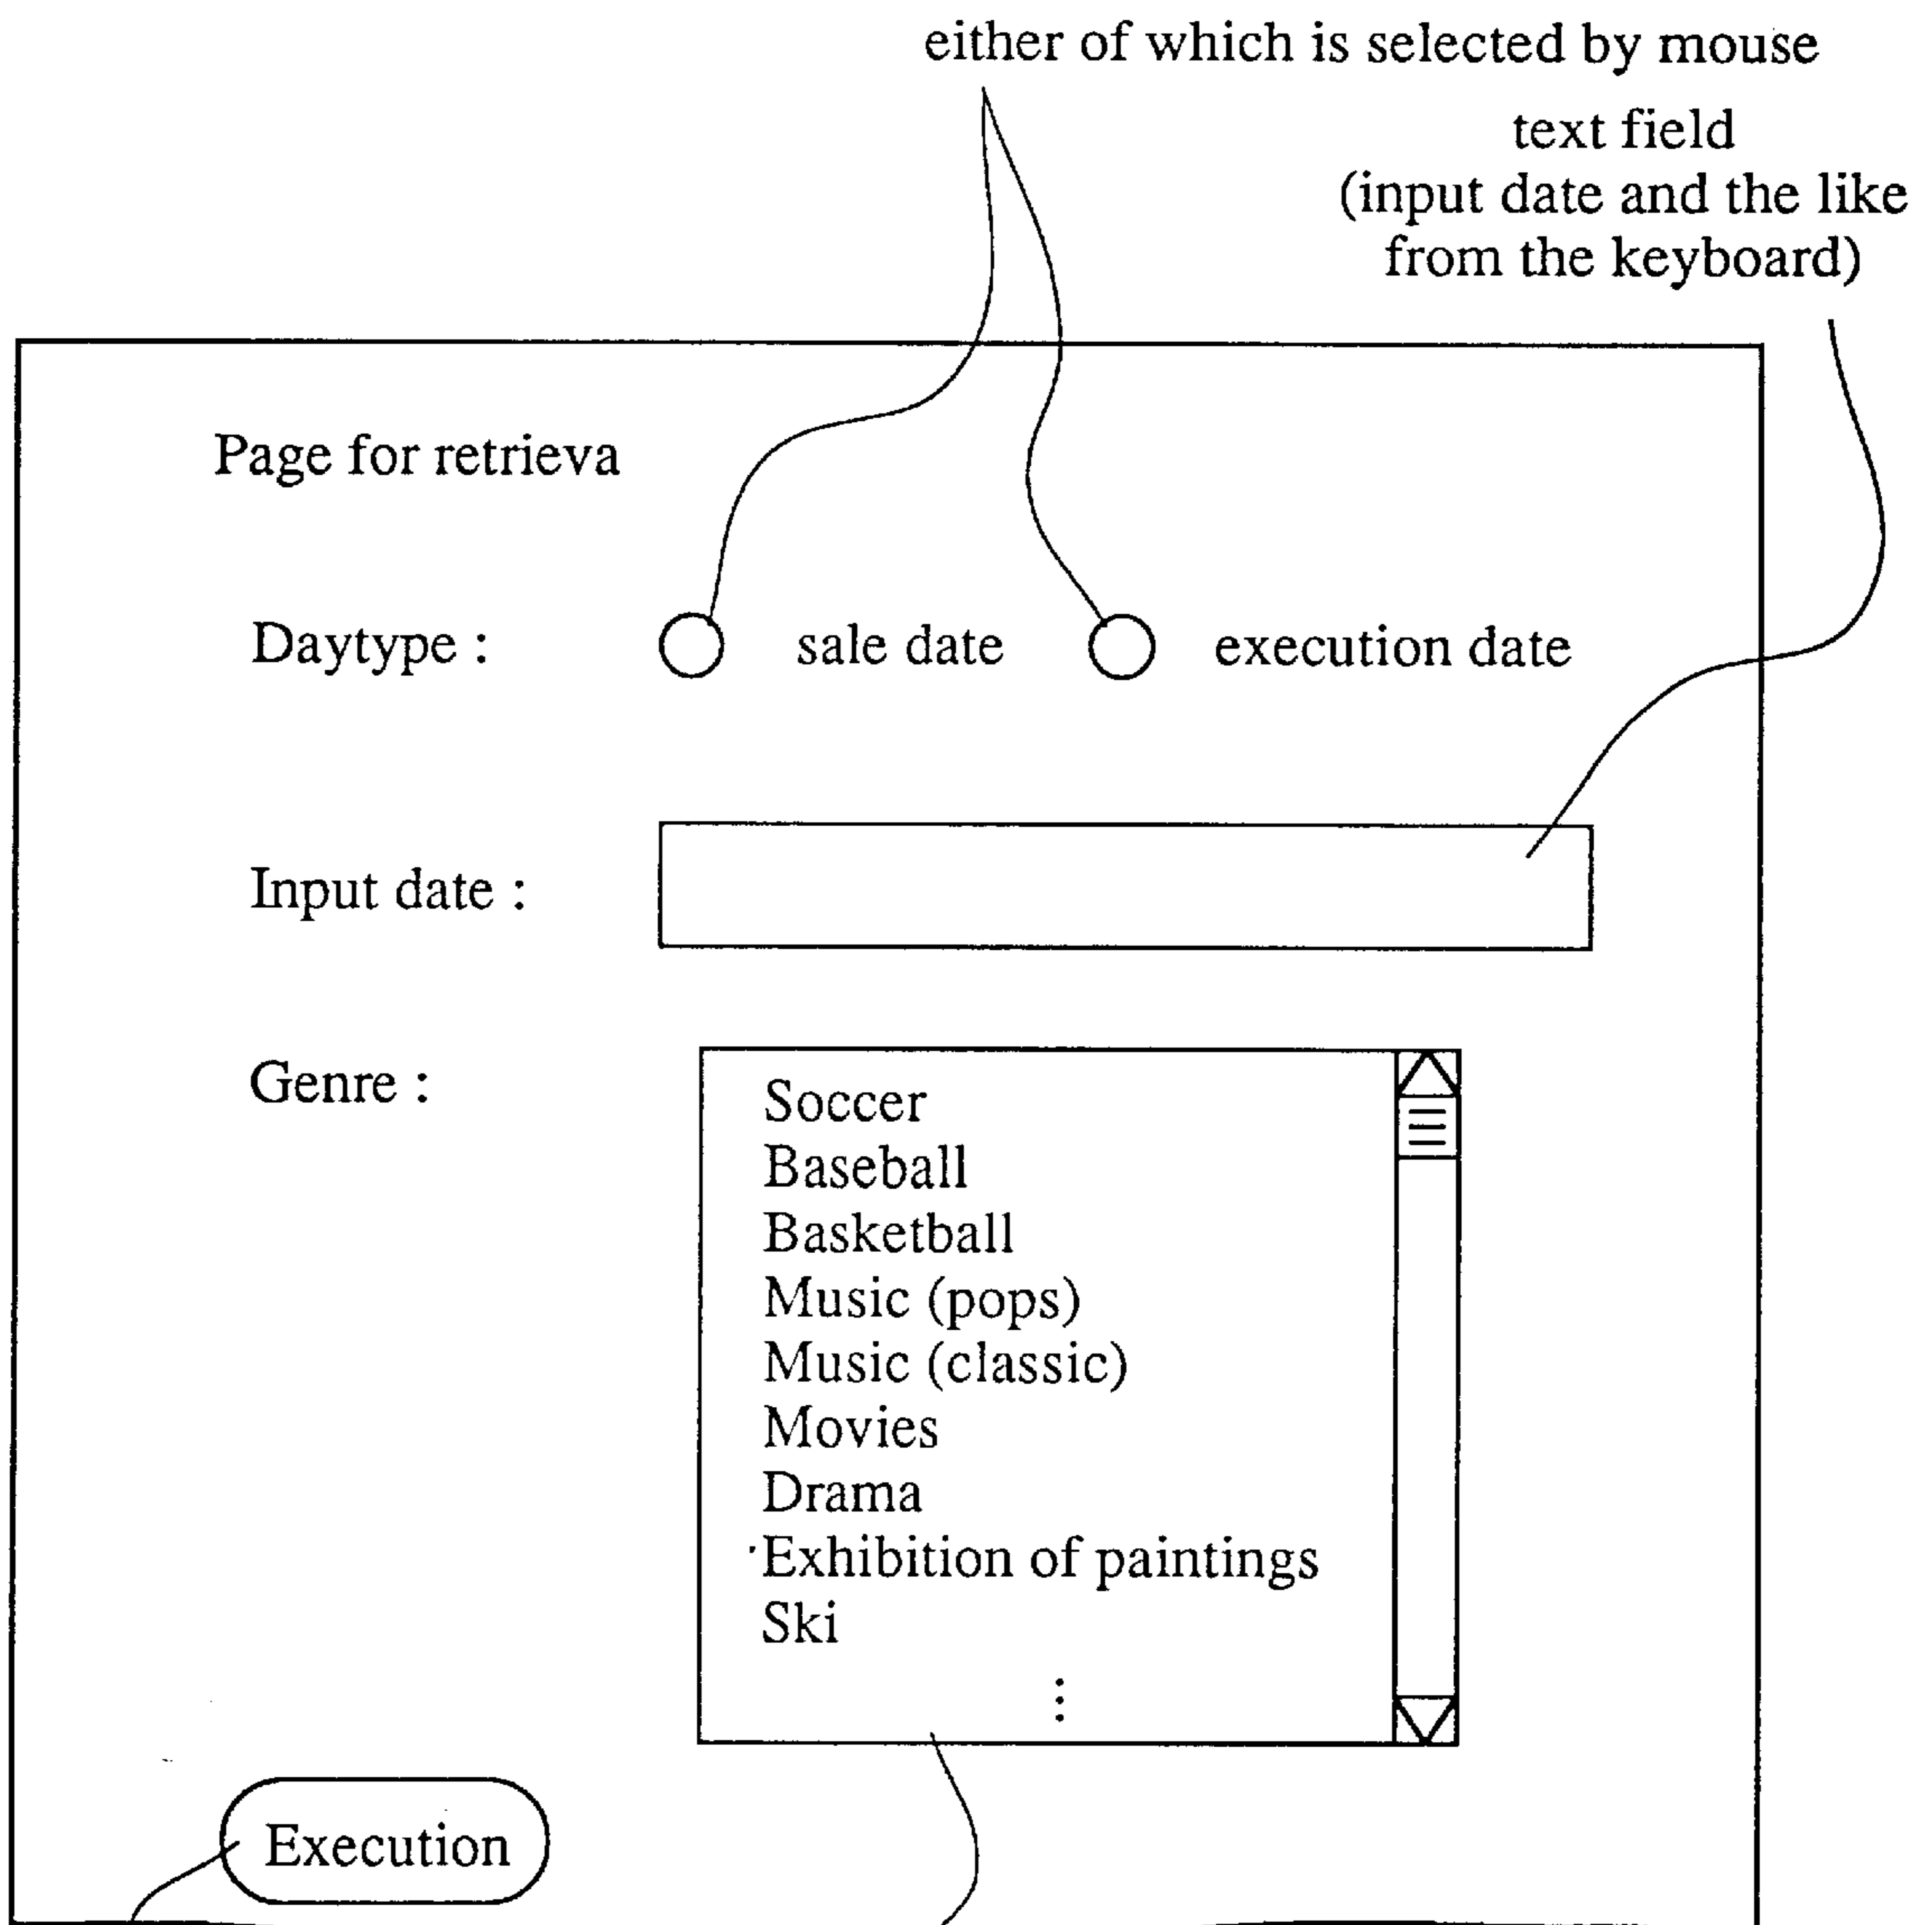 either of which is selected by mouse
text field
(input date and the like
from the keyboard)
Page for retrieva
Daytype : sale date execution date
Input date :
Genre :
Soccer
Baseball
Basketball
Music (pops)
Music (classic)
Movies
Drama
Exhibition of paintings
Ski
⋮
Execution